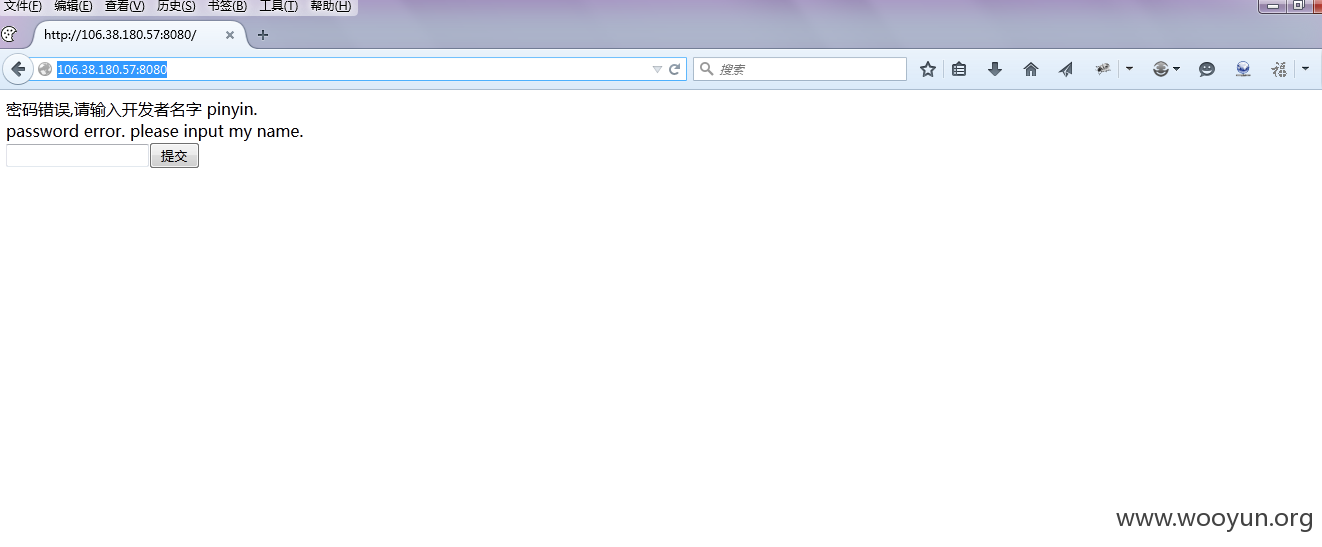 文件(F) 编辑(E) 查看(V) 历史(S) 书签(B) 工具(T) 帮助(H)
http://106.38.180.57:8080/
106.38.180.57:8080
搜索
福
密码错误,请输入开发者名字 pinyin.
password error. please input my name.
提交
www.wooyun.org